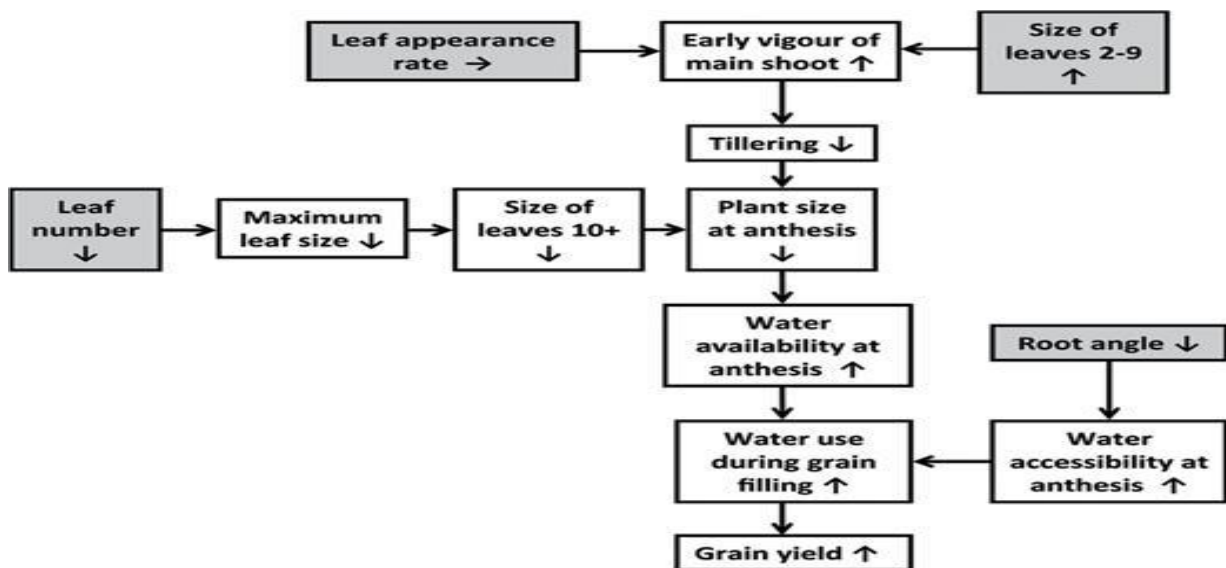 Leaf appearance
rate →
Early vigour of
main shoot ↑
Size of
leaves 2-9
↑
Tillering ↓
Leaf
number
↓
Maximum
leaf size ↓
Size of
leaves 10+
↓
Plant size
at anthesis
↓
Water
availability at
anthesis ↑
Root angle ↓
Water use
during grain
filling ↑
Water
accessibility at
anthesis ↑
Grain yield ↑